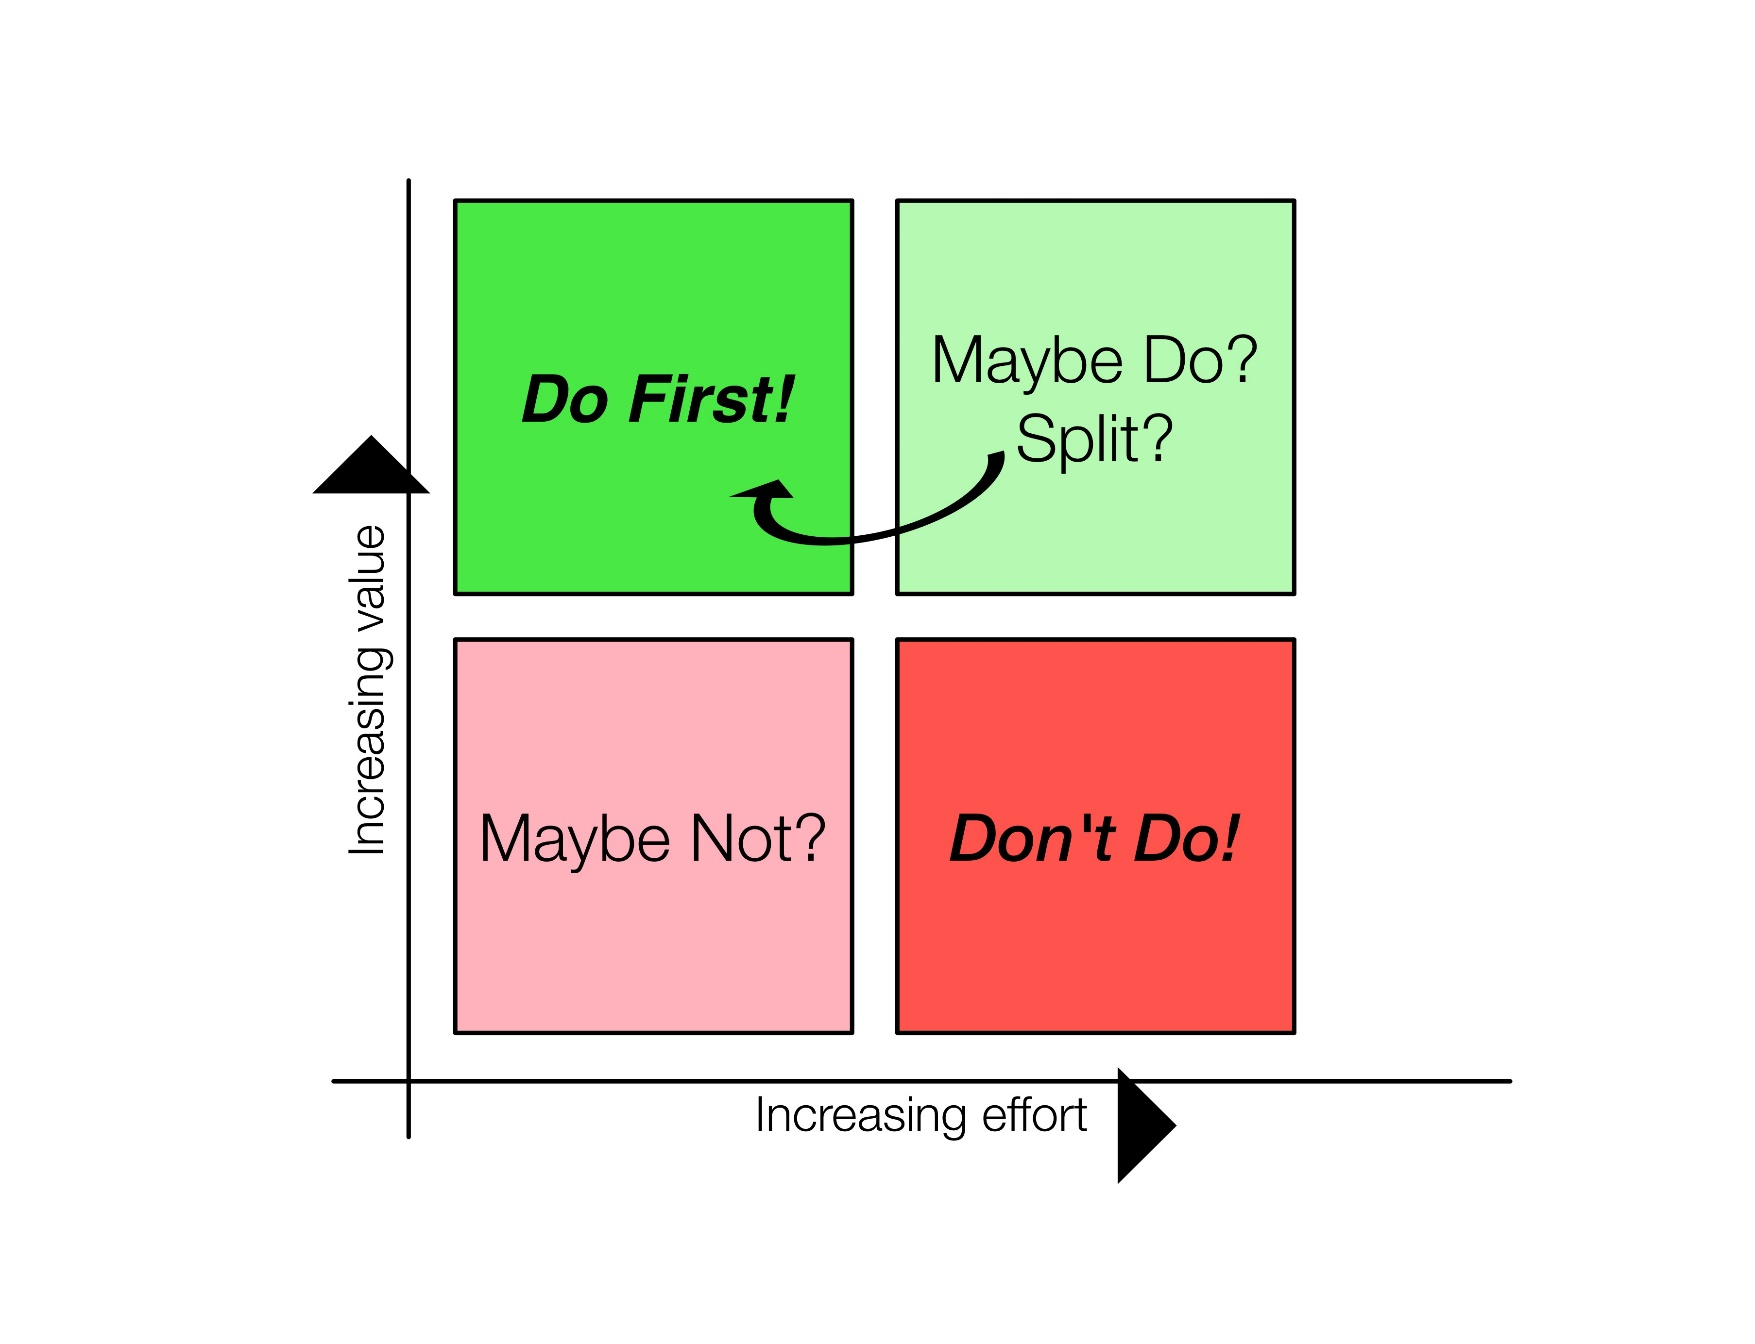 Do First!
Maybe Do?
Split?
Increasing value
Maybe Not?
Don't Do!
Increasing effort